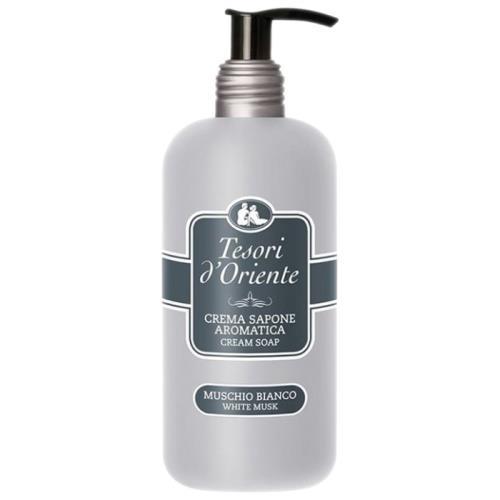 Tesori
d'Oriente
CREMA SAPONE
AROMATICA
CREAM SOAP
MUSCHIO BIANCO
WHITE MUSK